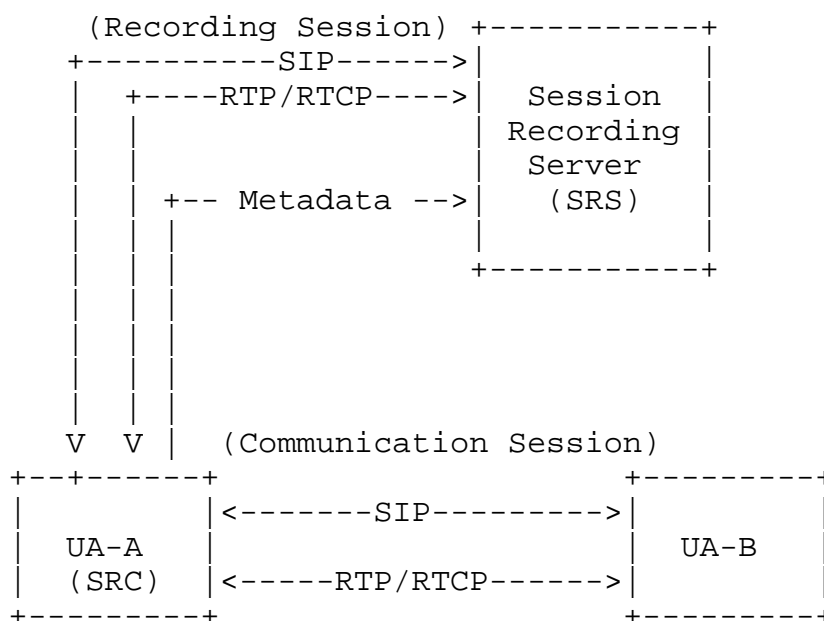 (Recording Session) +-----------+
+----------SIP------>|           |
|  +----RTP/RTCP---->|  Session  |
|  |                 | Recording |
|  |                 |  Server   |
|  | +-- Metadata -->|   (SRS)   |
|  | |               |           |
|  | |               +-----------+
|  | |
|  | |
|  | |
|  | |
V  V |  (Communication Session)
+--+------+                      +----------+
|          |<-------SIP--------->|          |
|  UA-A    |                     |  UA-B    |
|  (SRC)   |<-----RTP/RTCP------>|          |
+---------+                      +----------+